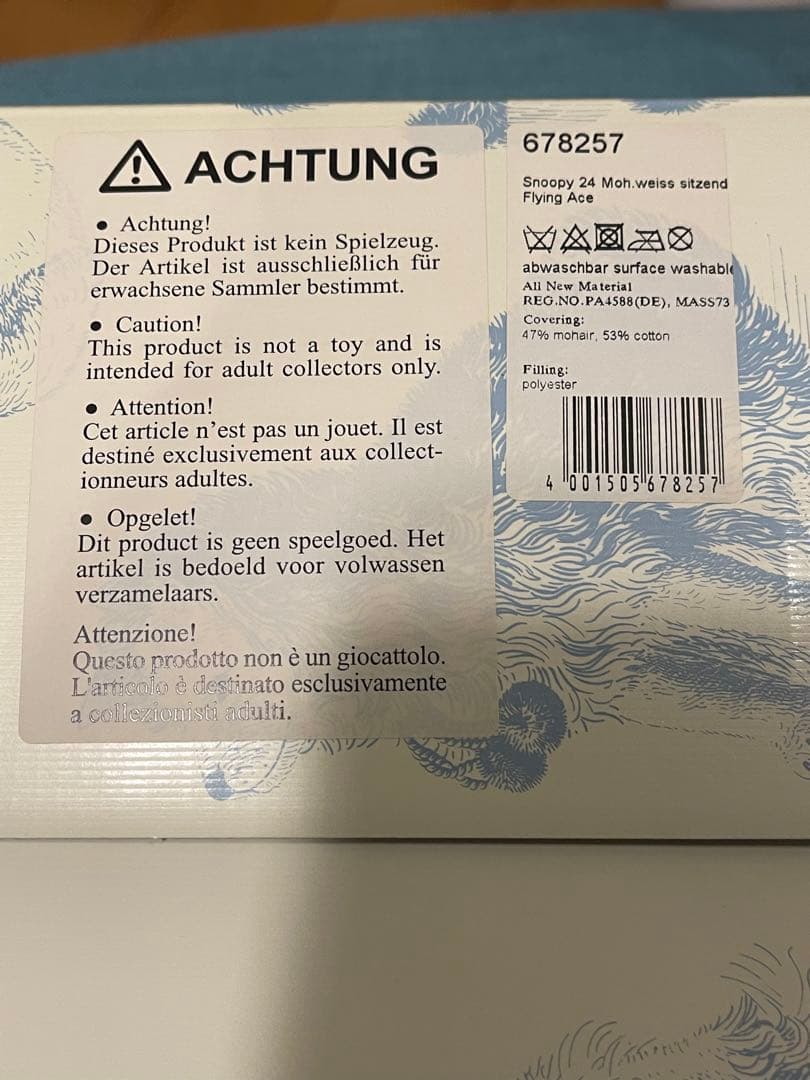 ACHTUNG
● Achtung!
Dieses Produkt ist kein Spielzeug.
Der Artikel ist ausschließlich für
erwachsene Sammler bestimmt.
● Caution!
This product is not a toy and is
intended for adult collectors only.
● Attention!
Cet article n'est pas un jouet. Il est
destiné exclusivement aux collect-
ionneurs adultes.
● Opgelet!
Dit product is geen speelgoed. Het
artikel is bedoeld voor volwassen
verzamelaars.
Attenzione!
Questo prodotto non è un giocattolo.
L'articolo è destinato esclusivamente
a collezionisti adulti.
678257
Snoopy 24 Moh.weiss sitzend
Flying Ace
abwaschbar surface washable
All New Material
REG.NO.PA4588(DE), MASS73
Covering:
47% mohair, 53% cotton
Filling:
polyester
4 001505 678257